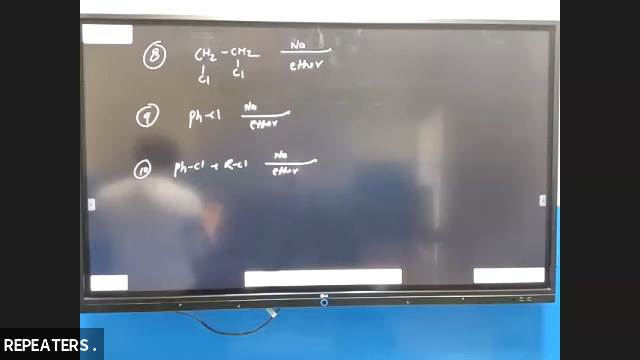 8 CH2 - CH2 Na
Cl Cl ether
9 Ph-Cl Na
ether
10 Ph-Cl + R-Cl Na
ether
REPEATERS.